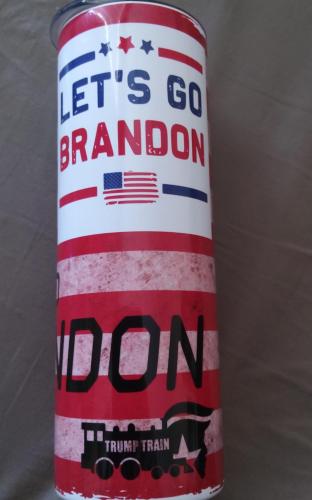 LET'S GO
BRANDON
NDON
TRUMP TRAIN